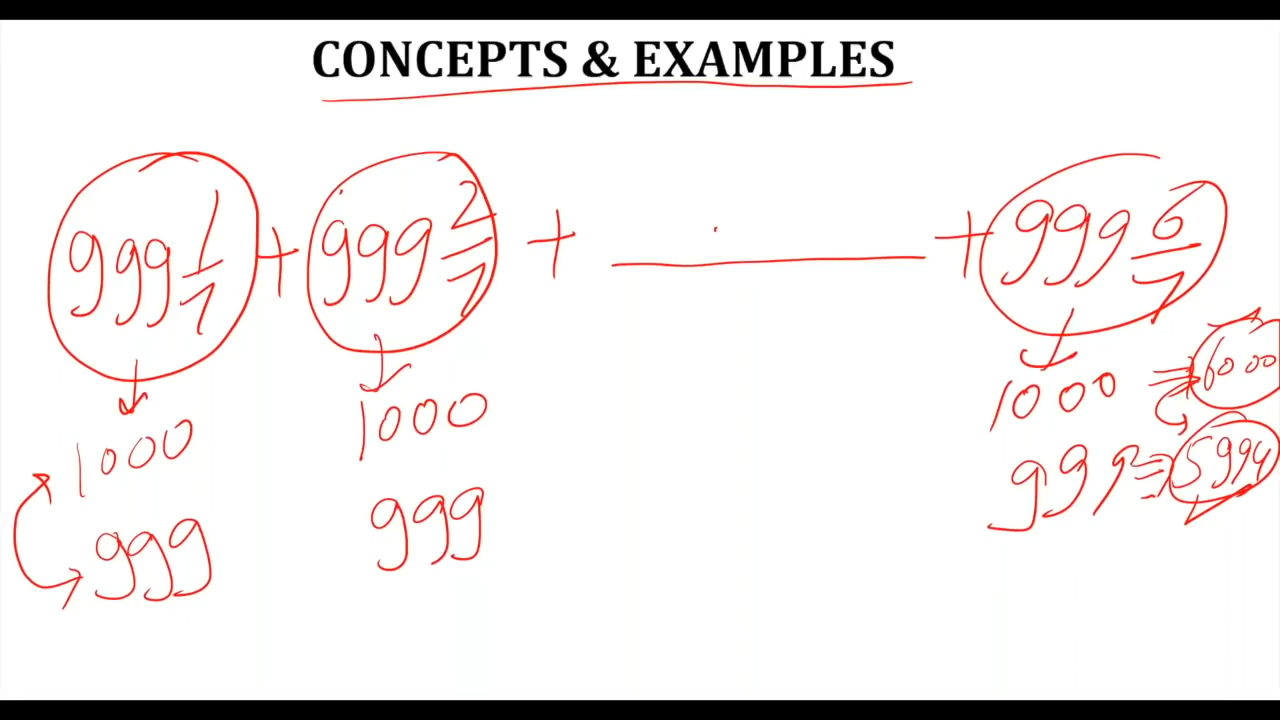 CONCEPTS & EXAMPLES
999 1/7 + 999 2/7 + ______ + 999 6/7
1000 1000 1000 = 6000
999 999 999 = 5994